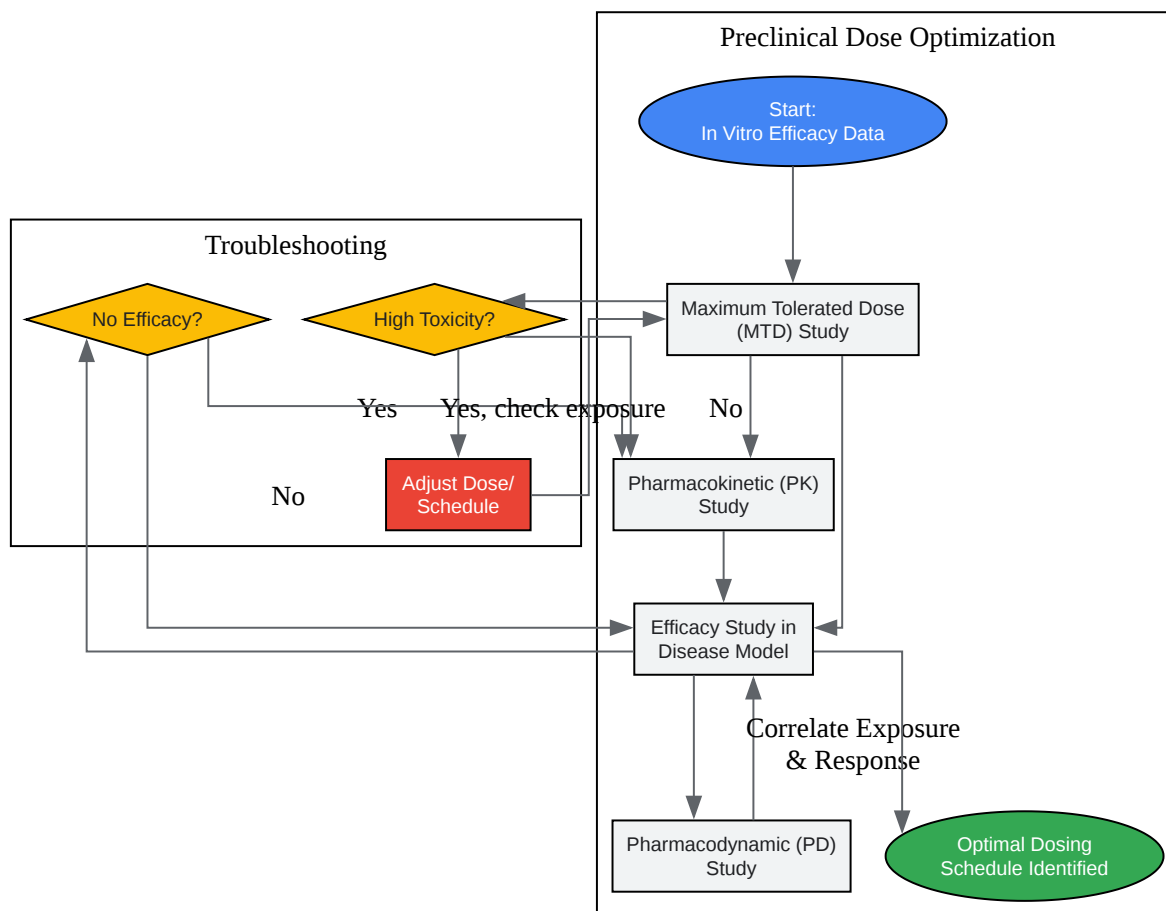 Preclinical Dose Optimization
Start:
In Vitro Efficacy Data
Troubleshooting
No Efficacy?
High Toxicity?
Maximum Tolerated Dose
(MTD) Study
Yes
Yes, check exposure
No
Adjust Dose/
Schedule
Pharmacokinetic (PK)
Study
No
Efficacy Study in
Disease Model
Correlate Exposure
& Response
Pharmacodynamic (PD)
Study
Optimal Dosing
Schedule Identified